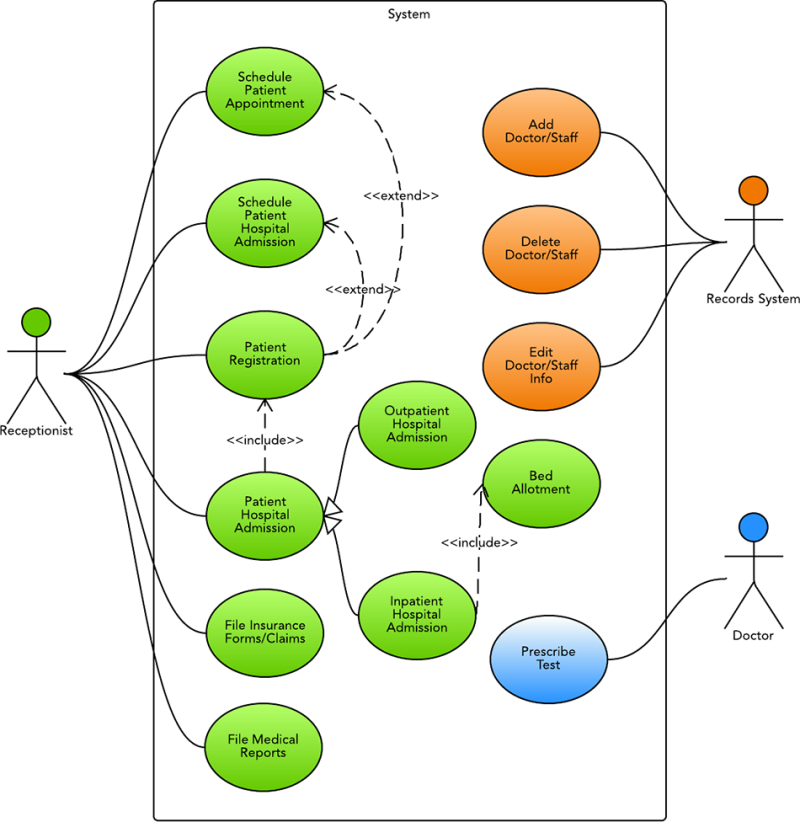 System
Schedule
Patient
Appointment
Add
Doctor/Staff
<<extend>>
Schedule
Patient
Hospital
Admission
Delete
Doctor/Staff
Records System
<<extend>>
Patient
Registration
Edit
Doctor/Staff
Info
Receptionist
Outpatient
Hospital
Admission
<<include>>
Bed
Allotment
Patient
Hospital
Admission
<<include>>
Inpatient
Hospital
Admission
File Insurance
Forms/Claims
Doctor
Prescribe
Test
File Medical
Reports